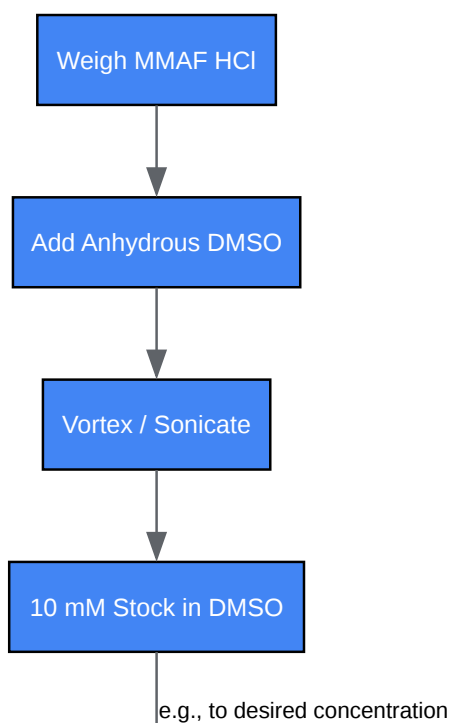 Weigh MMAF HCl
Add Anhydrous DMSO
Vortex / Sonicate
10 mM Stock in DMSO
e.g., to desired concentration